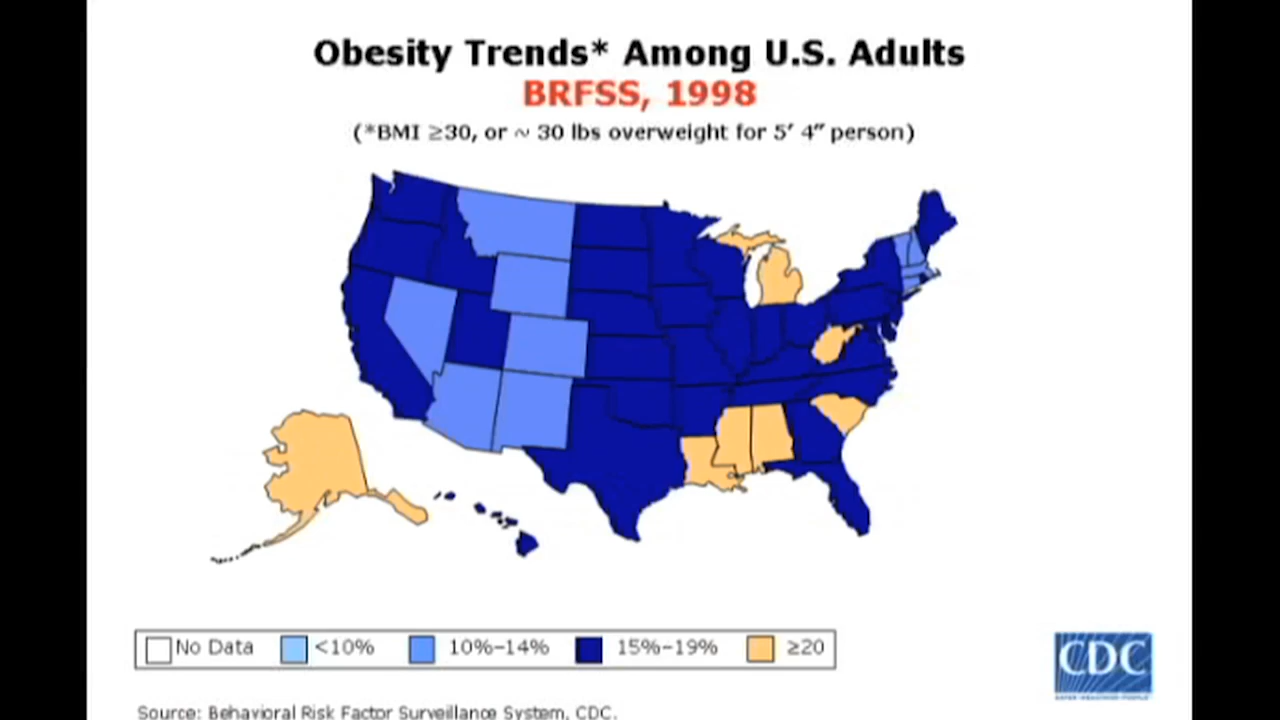 Obesity Trends* Among U.S. Adults
BRFSS, 1998
(*BMI ≥30, or ~ 30 lbs overweight for 5′ 4″ person)
No Data <10% 10%–14% 15%–19% ≥20
CDC
Source: Behavioral Risk Factor Surveillance System, CDC.